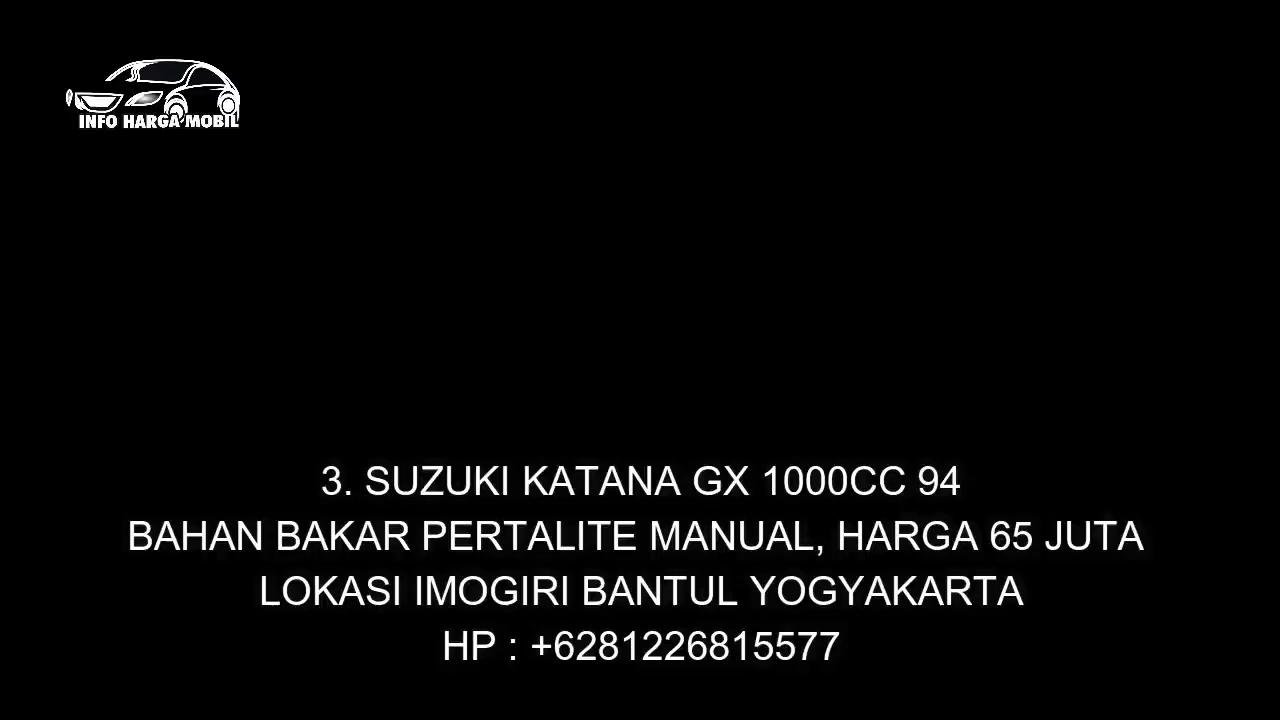 INFO HARGA MOBIL
3. SUZUKI KATANA GX 1000CC 94
BAHAN BAKAR PERTALITE MANUAL, HARGA 65 JUTA
LOKASI IMOGIRI BANTUL YOGYAKARTA
HP : +6281226815577